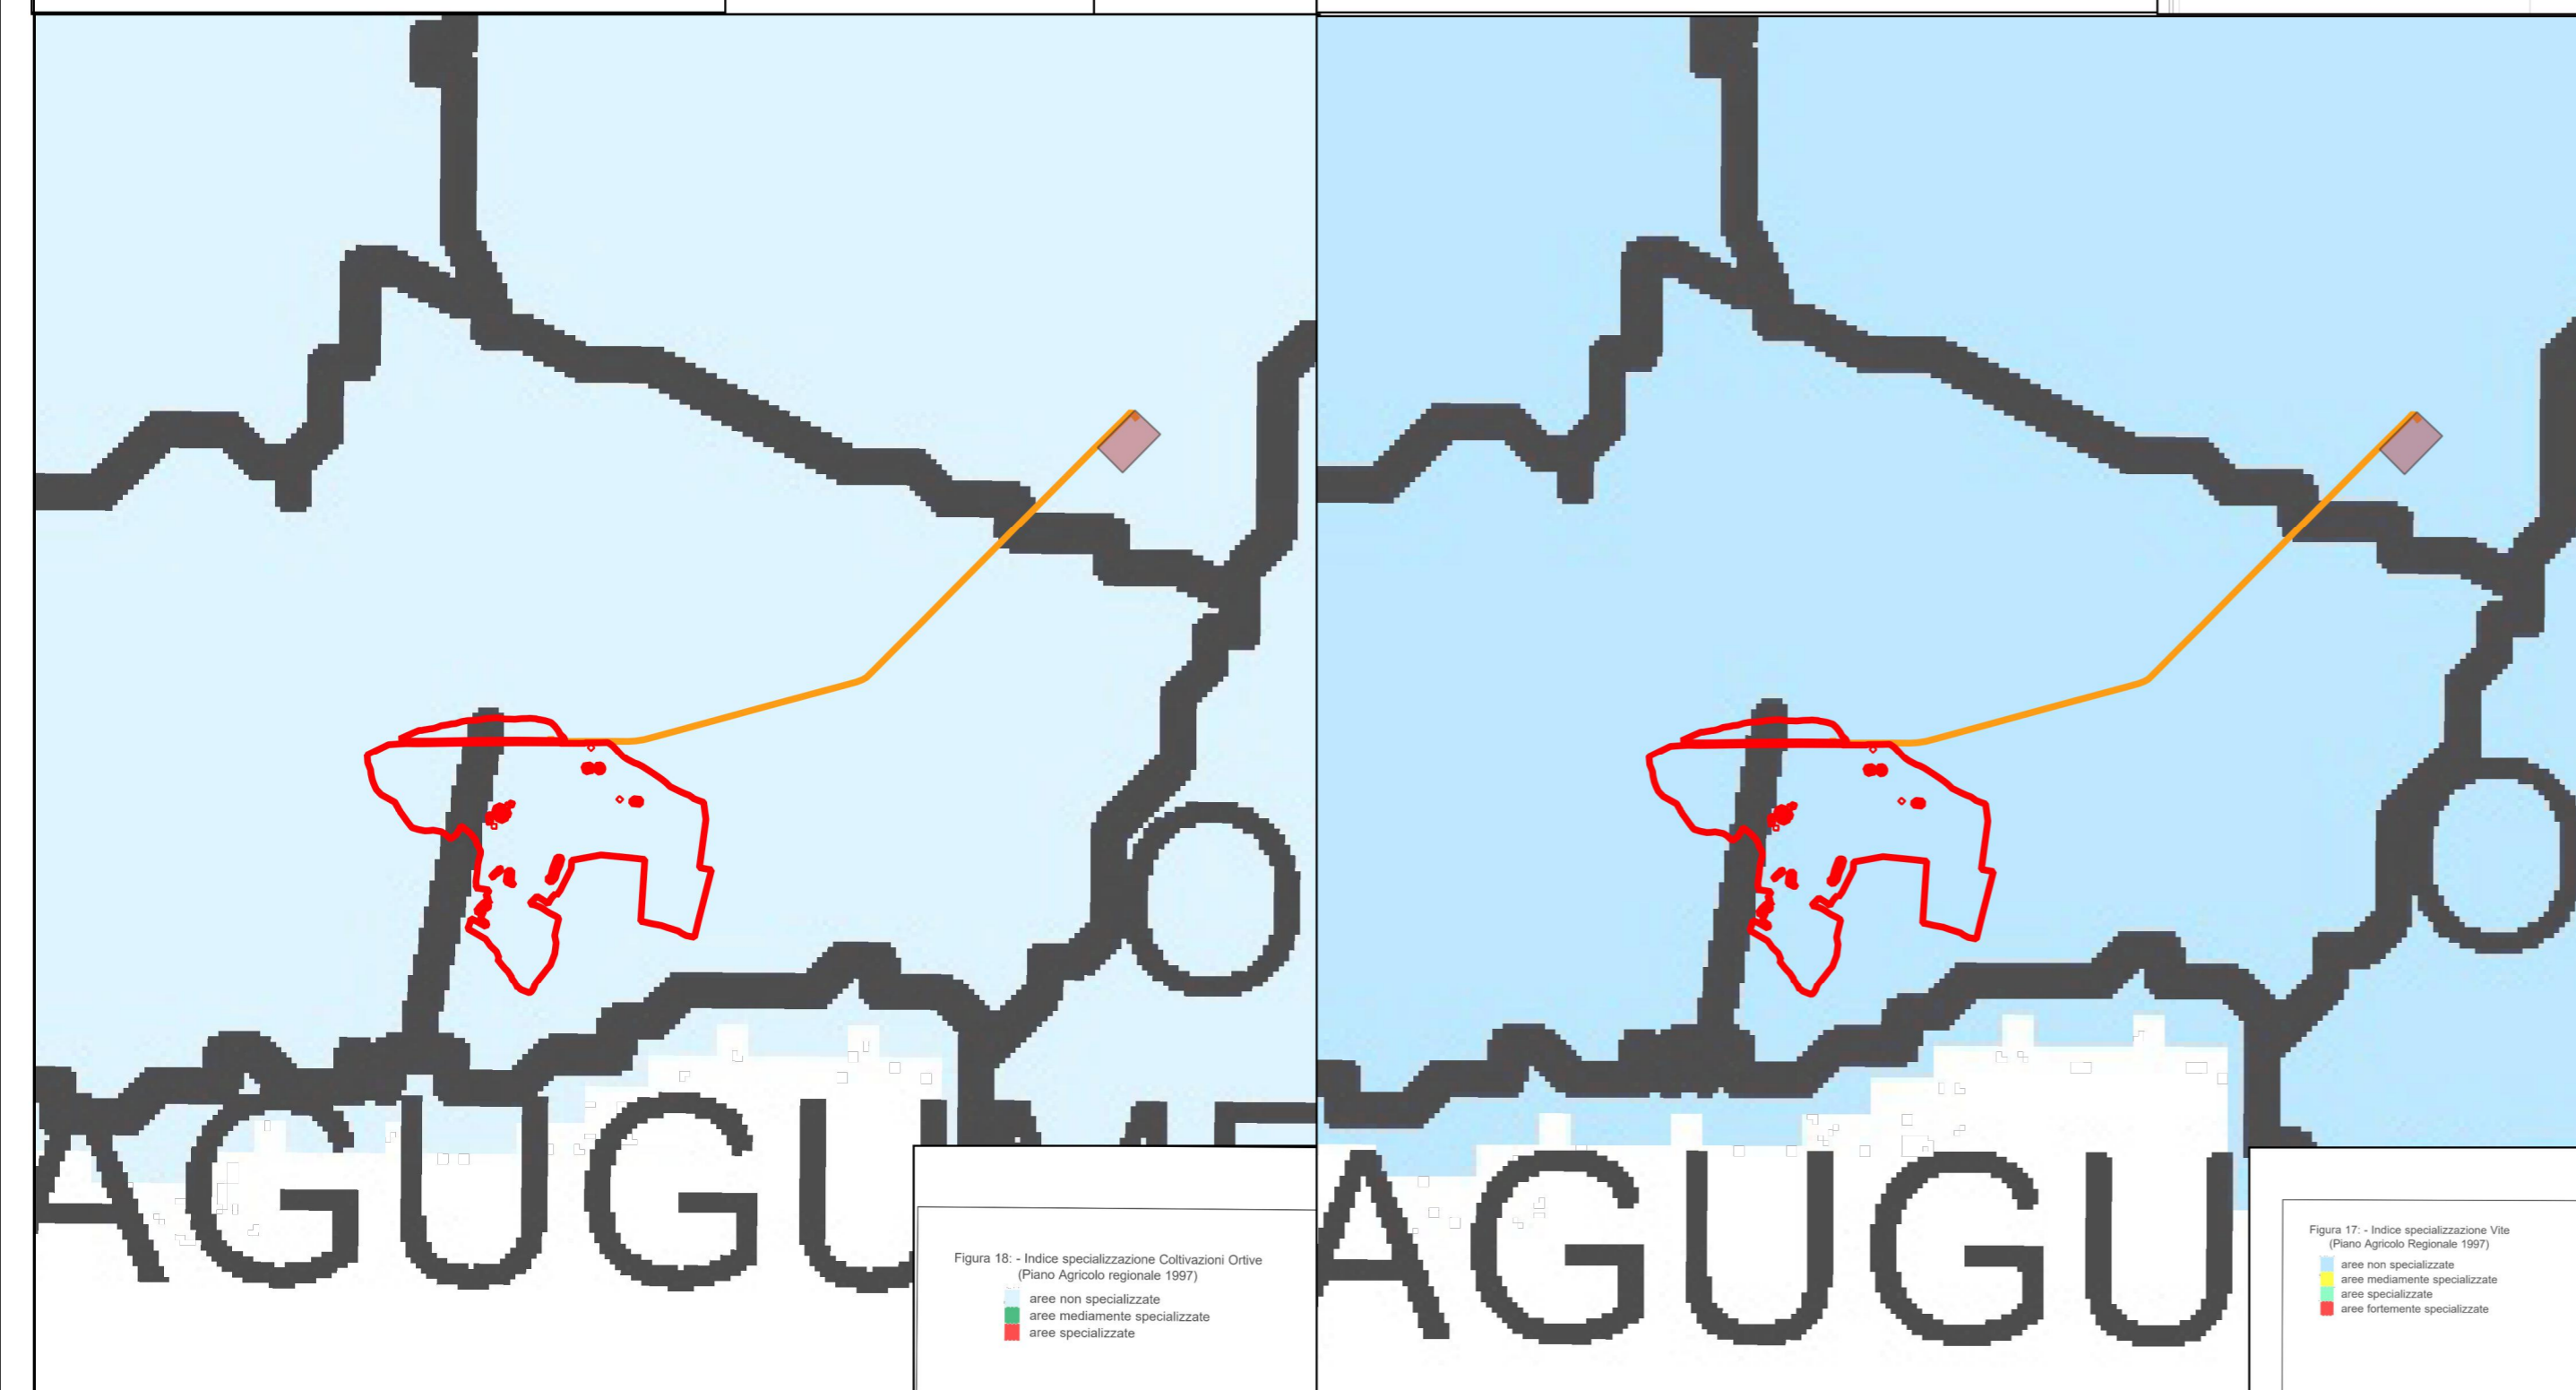 AGUGU
Figura 18: - Indice specializzazione Coltivazioni Ortive
(Piano Agricolo regionale 1997)
aree non specializzate
aree mediamente specializzate
aree specializzate
O
AGUGU
Figura 17: - Indice specializzazione Vite
(Piano Agricolo Regionale 1997)
aree non specializzate
aree mediamente specializzate
aree specializzate
aree fortemente specializzate
O